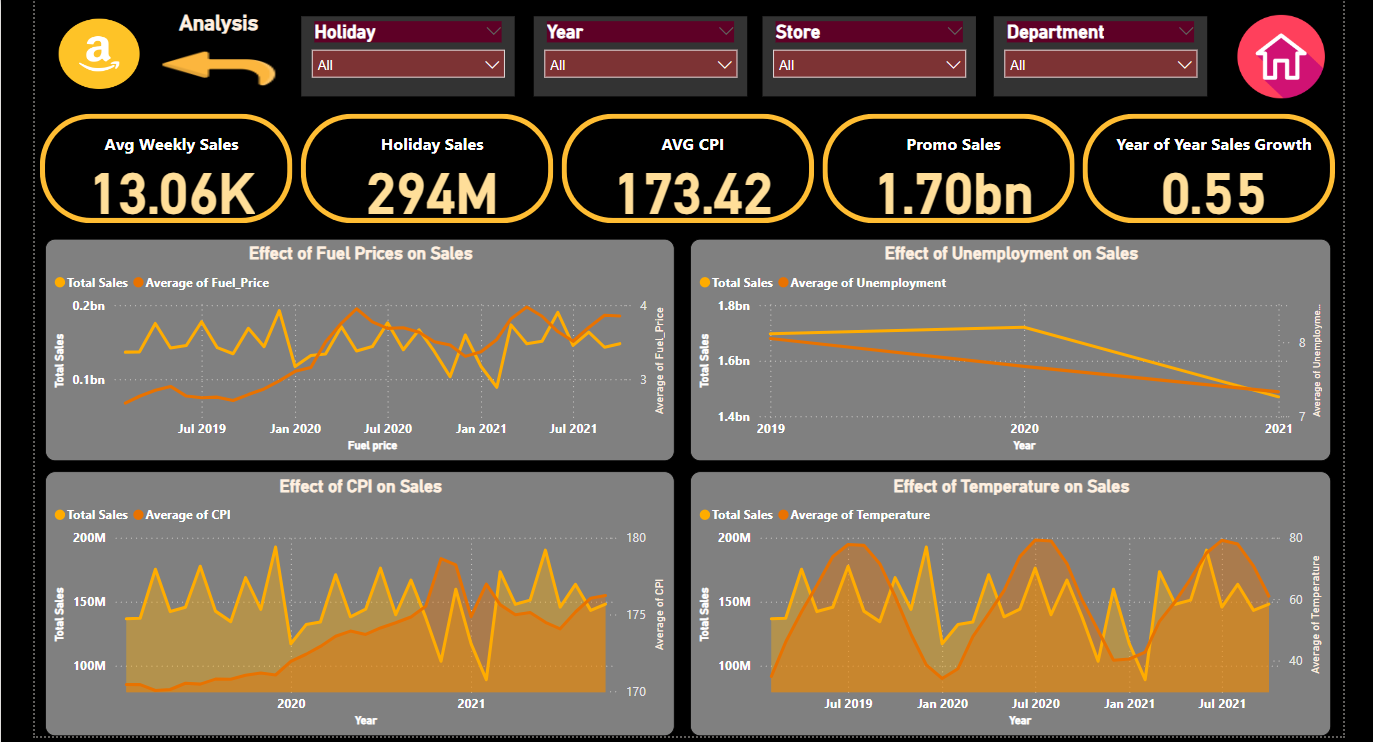 Analysis
a
Holiday
All
Year
All
Store
All
Department
All
Avg Weekly Sales
13.06K
Holiday Sales
294M
AVG CPI
173.42
Promo Sales
1.70bn
Year of Year Sales Growth
0.55
Effect of Fuel Prices on Sales
Total Sales Average of Fuel_Price
Total Sales
0.2bn
0.1bn
4
3
Average of Fuel_Price
Jul 2019 Jan 2020 Jul 2020 Jan 2021 Jul 2021
Fuel price
Effect of Unemployment on Sales
Total Sales Average of Unemployment
Total Sales
1.8bn
1.6bn
1.4bn
8
7
Average of Unemployme...
2019 2020 2021
Year
Effect of CPI on Sales
Total Sales Average of CPI
Total Sales
200M
150M
100M
180
175
170
Average of CPI
2020 2021
Year
Effect of Temperature on Sales
Total Sales Average of Temperature
Total Sales
200M
150M
100M
80
60
40
Average of Temperature
Jul 2019 Jan 2020 Jul 2020 Jan 2021 Jul 2021
Year